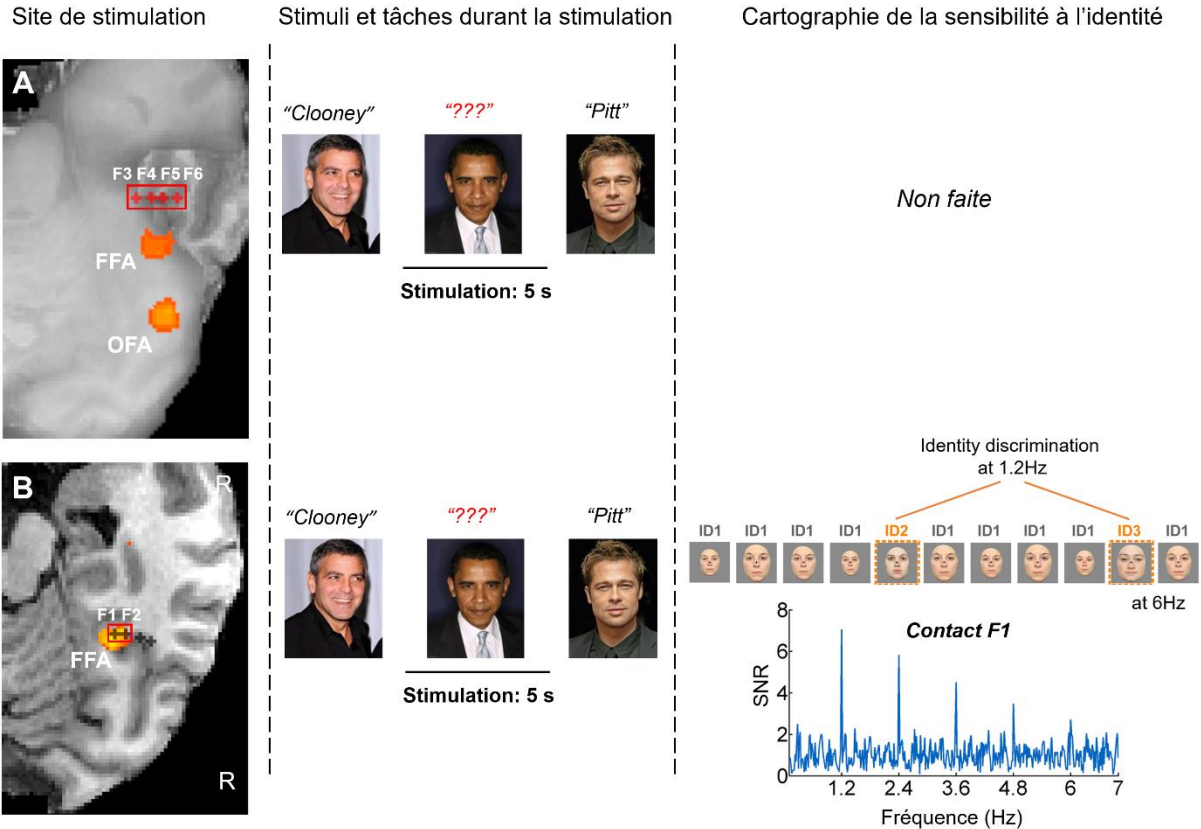 Site de stimulation
Stimuli et tâches durant la stimulation
Cartographie de la sensibilité à l’identité
A
F3 F4 F5 F6
FFA
OFA
“Clooney”
“???”
“Pitt”
Stimulation: 5 s
Non faite
B
R
F1 F2
FFA
R
“Clooney”
“???”
“Pitt”
Stimulation: 5 s
Identity discrimination
at 1.2Hz
ID1 ID1 ID1 ID1 ID2 ID1 ID1 ID1 ID1 ID3 ID1
at 6Hz
Contact F1
SNR
8
6
4
2
0
1.2 2.4 3.6 4.8 6 7
Fréquence (Hz)